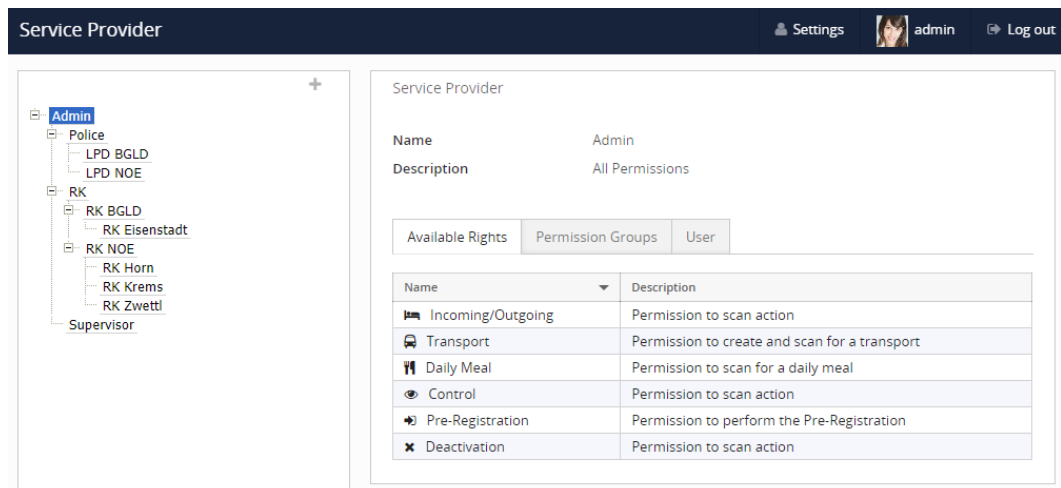 Service Provider
Settings
admin
Log out
Admin
Police
LPD BGLD
LPD NOE
RK
RK BGLD
RK Eisenstadt
RK NOE
RK Horn
RK Krems
RK Zwettl
Supervisor
Service Provider
Name Admin
Description All Permissions
Available Rights Permission Groups User
Name Description
Incoming/Outgoing Permission to scan action
Transport Permission to create and scan for a transport
Daily Meal Permission to scan for a daily meal
Control Permission to scan action
Pre-Registration Permission to perform the Pre-Registration
Deactivation Permission to scan action